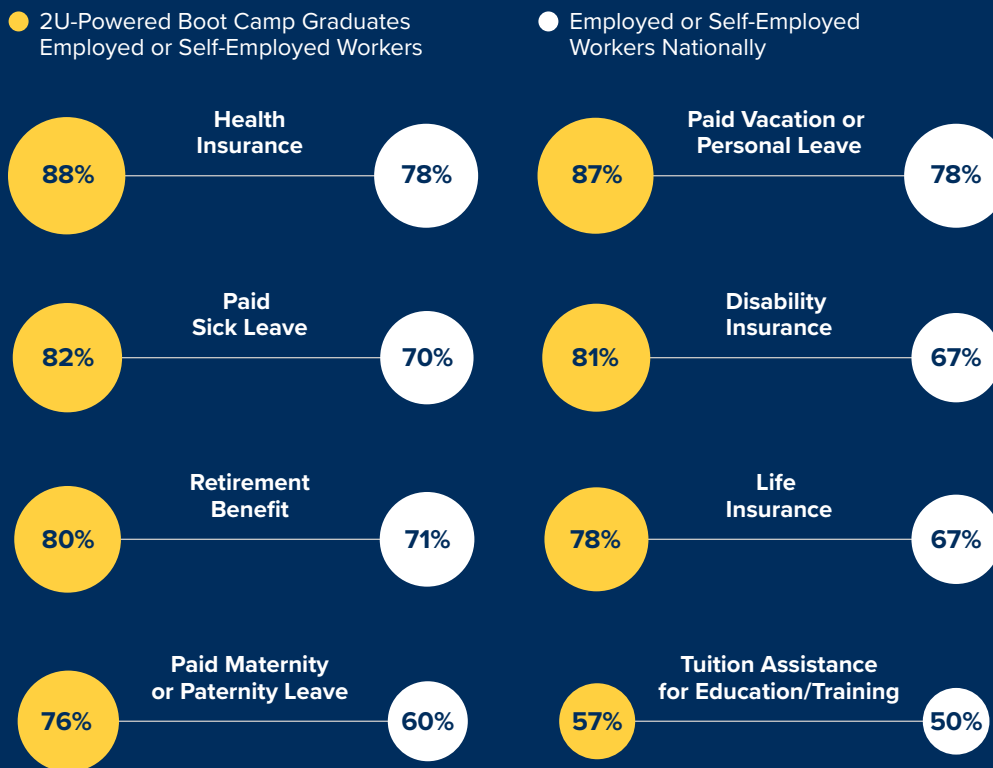 2U-Powered Boot Camp Graduates
Employed or Self-Employed Workers
Employed or Self-Employed
Workers Nationally
Health
Insurance
88%
78%
Paid Vacation or
Personal Leave
87%
78%
Paid
Sick Leave
82%
70%
Disability
Insurance
81%
67%
Retirement
Benefit
80%
71%
Life
Insurance
78%
67%
Paid Maternity
or Paternity Leave
76%
60%
Tuition Assistance
for Education/Training
57%
50%